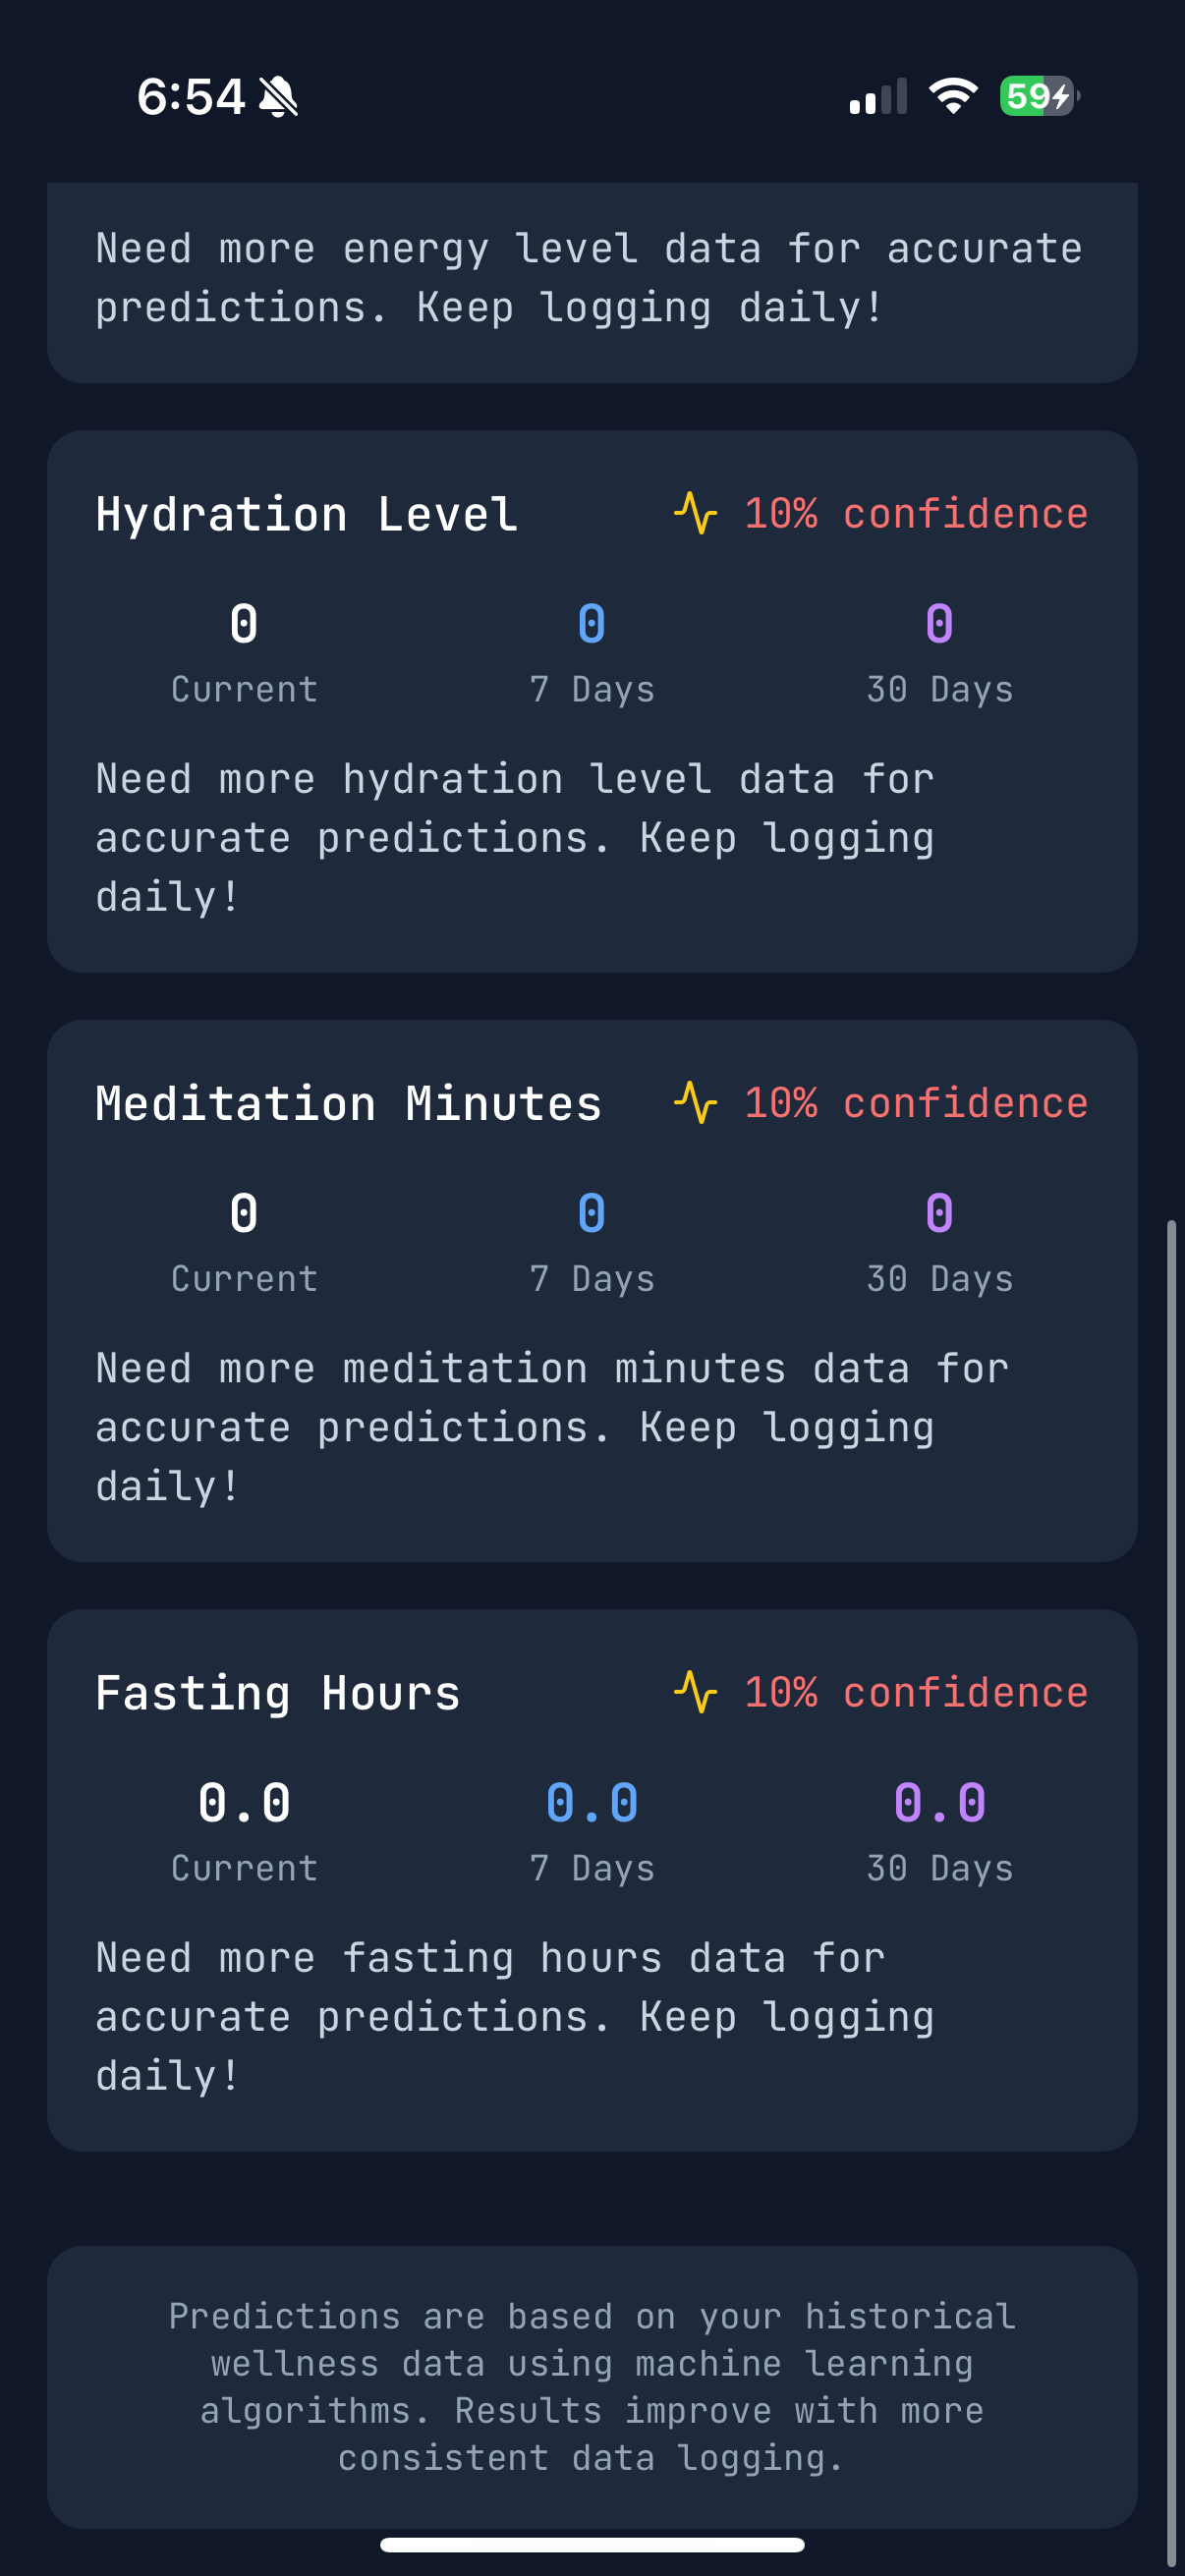 6:54
59
Need more energy level data for accurate
predictions. Keep logging daily!
Hydration Level 10% confidence
0 0 0
Current 7 Days 30 Days
Need more hydration level data for
accurate predictions. Keep logging
daily!
Meditation Minutes 10% confidence
0 0 0
Current 7 Days 30 Days
Need more meditation minutes data for
accurate predictions. Keep logging
daily!
Fasting Hours 10% confidence
0.0 0.0 0.0
Current 7 Days 30 Days
Need more fasting hours data for
accurate predictions. Keep logging
daily!
Predictions are based on your historical
wellness data using machine learning
algorithms. Results improve with more
consistent data logging.